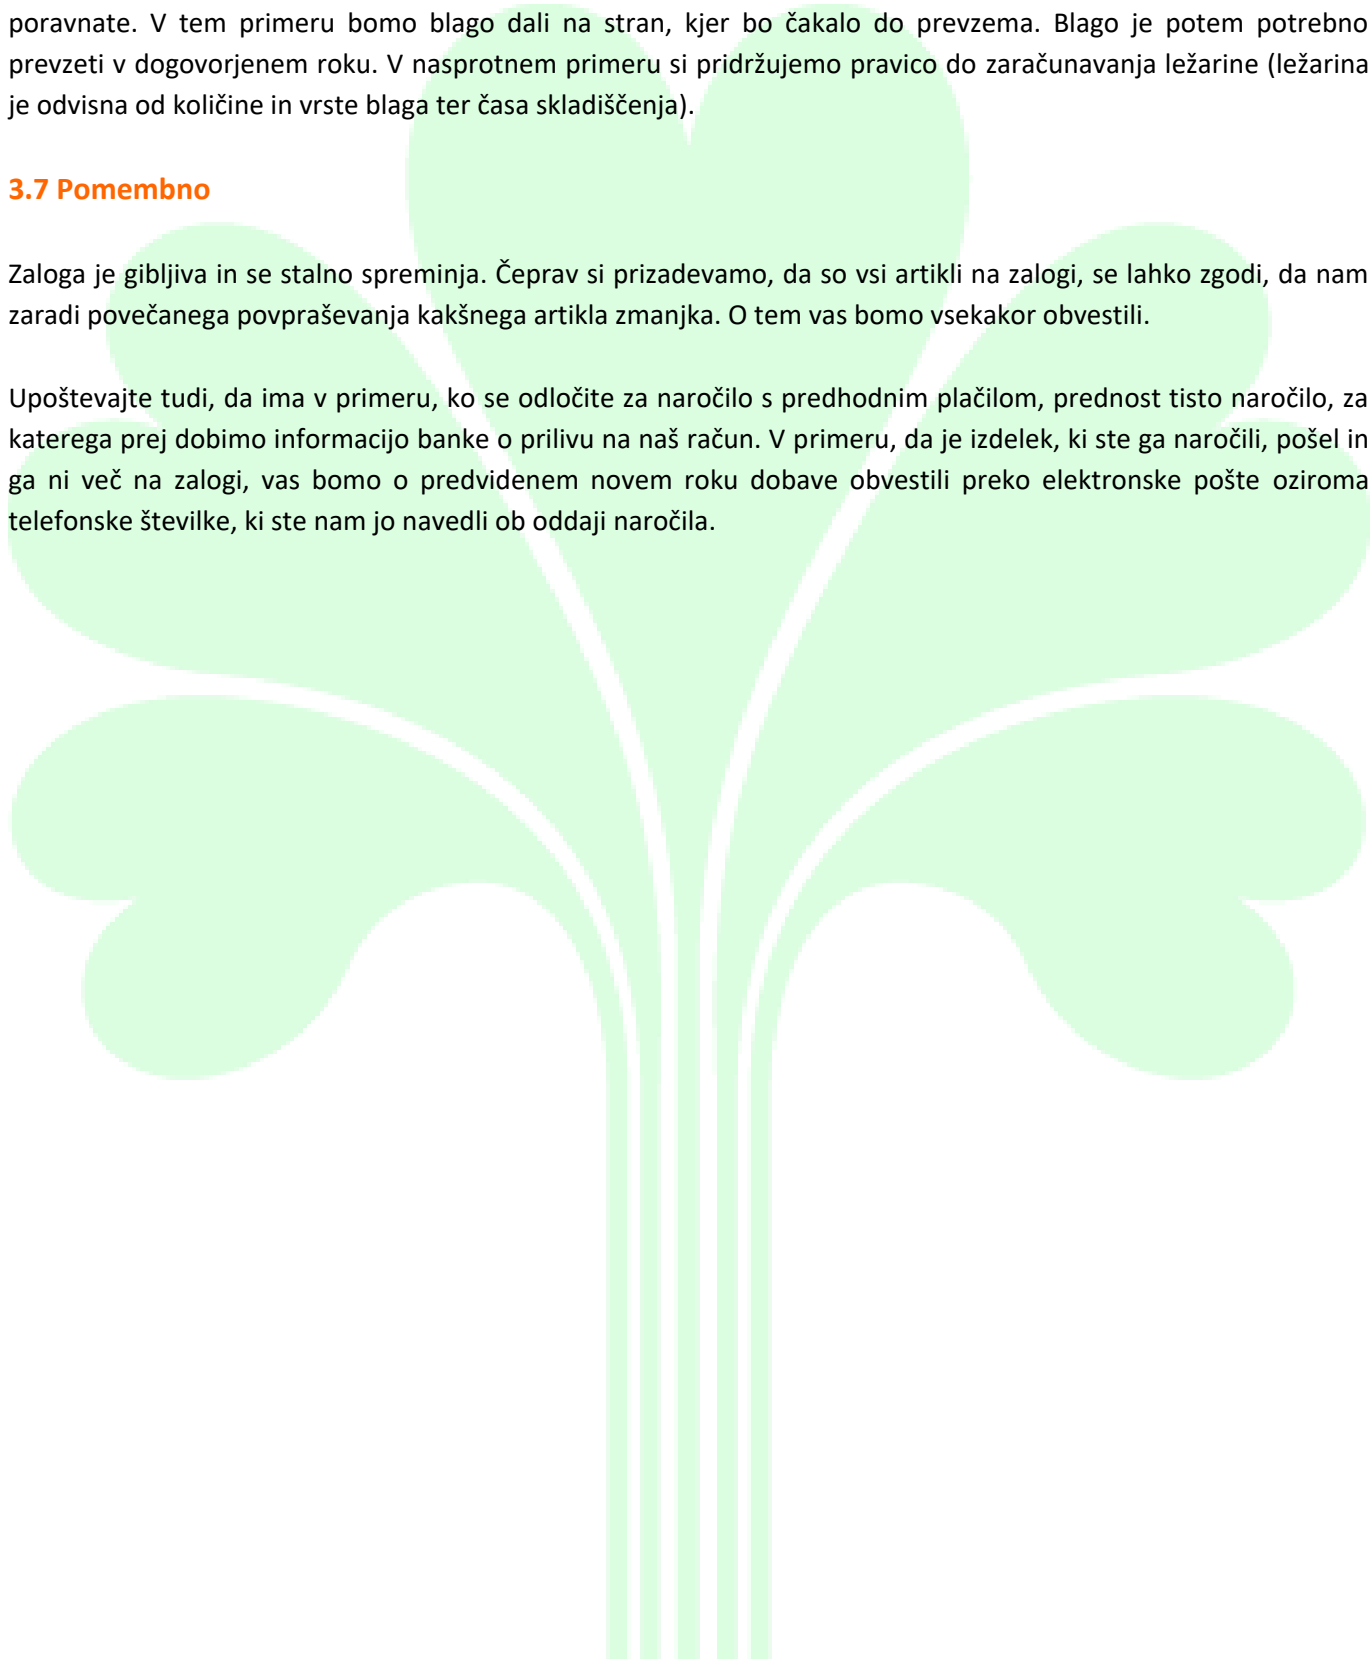 poravnate. V tem primeru bomo blago dali na stran, kjer bo čakalo do prevzema. Blago je potem potrebno
prevzeti v dogovorjenem roku. V nasprotnem primeru si pridržujemo pravico do zaračunavanja ležarine (ležarina
je odvisna od količine in vrste blaga ter časa skladiščenja).
3.7 Pomembno
Zaloga je gibljiva in se stalno spreminja. Čeprav si prizadevamo, da so vsi artikli na zalogi, se lahko zgodi, da nam
zaradi povečanega povpraševanja kakšnega artikla zmanjka. O tem vas bomo vsekakor obvestili.
Upoštevajte tudi, da ima v primeru, ko se odločite za naročilo s predhodnim plačilom, prednost tisto naročilo, za
katerega prej dobimo informacijo banke o prilivu na naš račun. V primeru, da je izdelek, ki ste ga naročili, pošel in
ga ni več na zalogi, vas bomo o predvidenem novem roku dobave obvestili preko elektronske pošte oziroma
telefonske številke, ki ste nam jo navedli ob oddaji naročila.